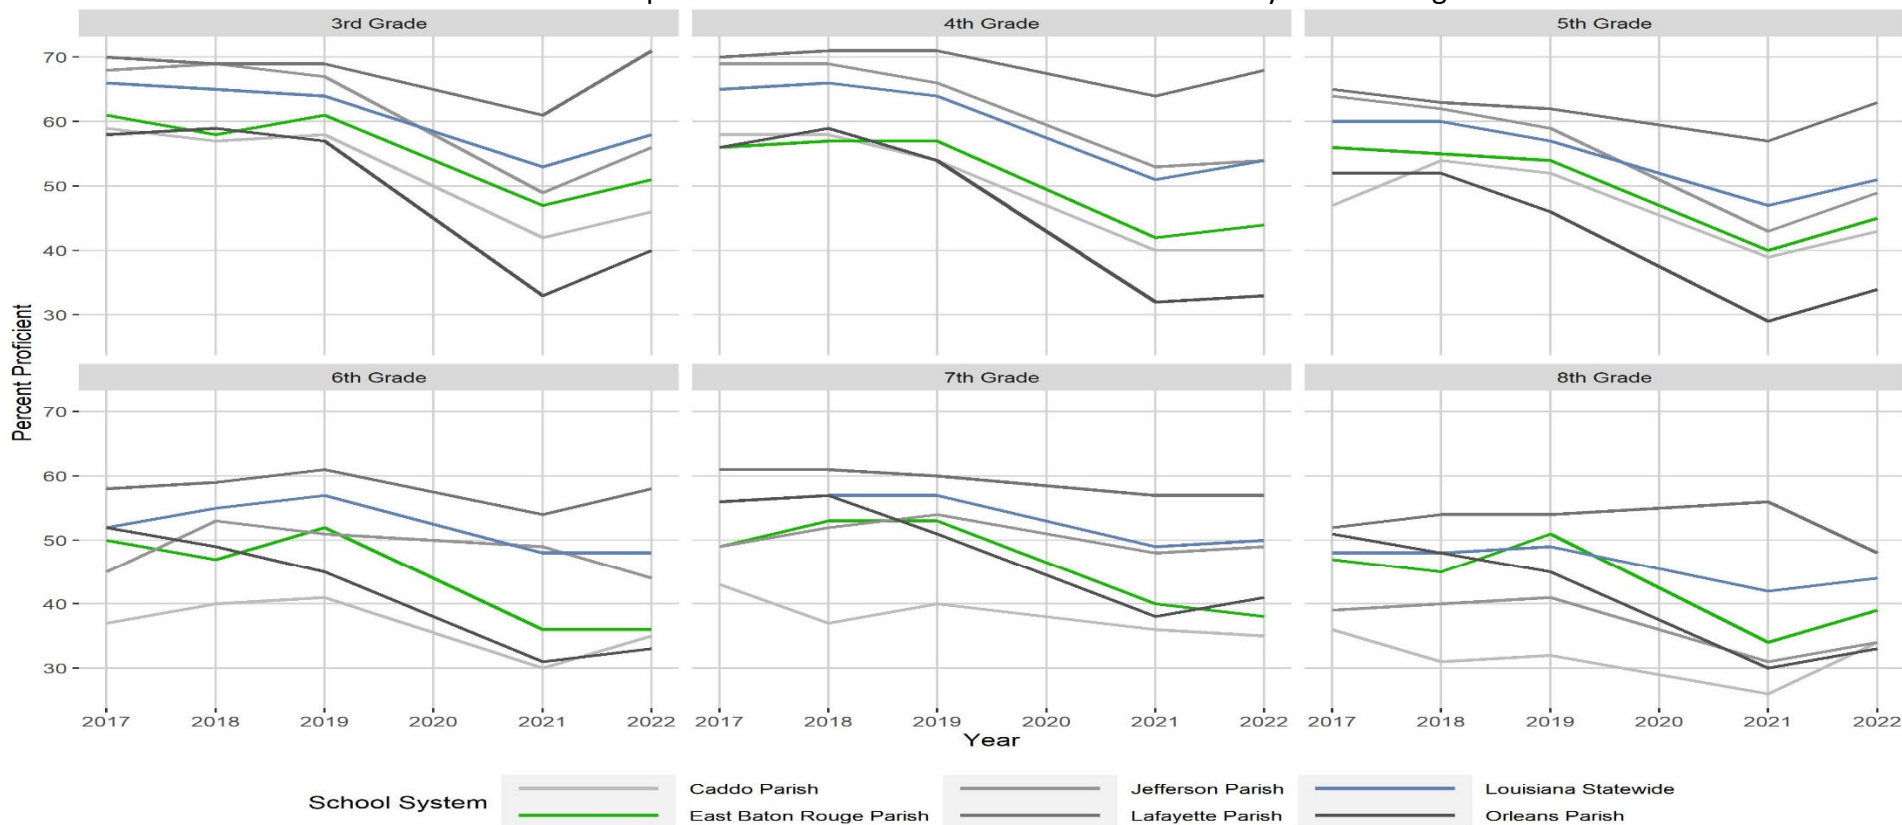 3rd Grade 4th Grade 5th Grade
70
60
50
40
30
6th Grade 7th Grade 8th Grade
70
60
50
40
30
Percent Proficient
2017 2018 2019 2020 2021 2022 2017 2018 2019 2020 2021 2022 2017 2018 2019 2020 2021 2022
Year
School System
Caddo Parish Jefferson Parish Louisiana Statewide
East Baton Rouge Parish Lafayette Parish Orleans Parish